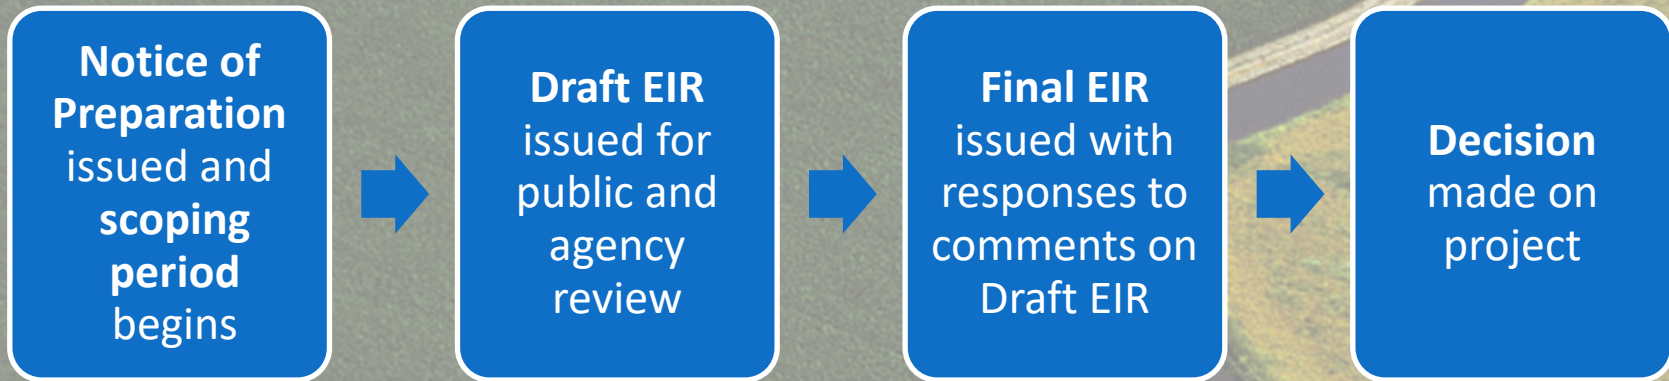 Notice of
Preparation
issued and
scoping
period
begins
Draft EIR
issued for
public and
agency
review
Final EIR
issued with
responses to
comments on
Draft EIR
Decision
made on
project